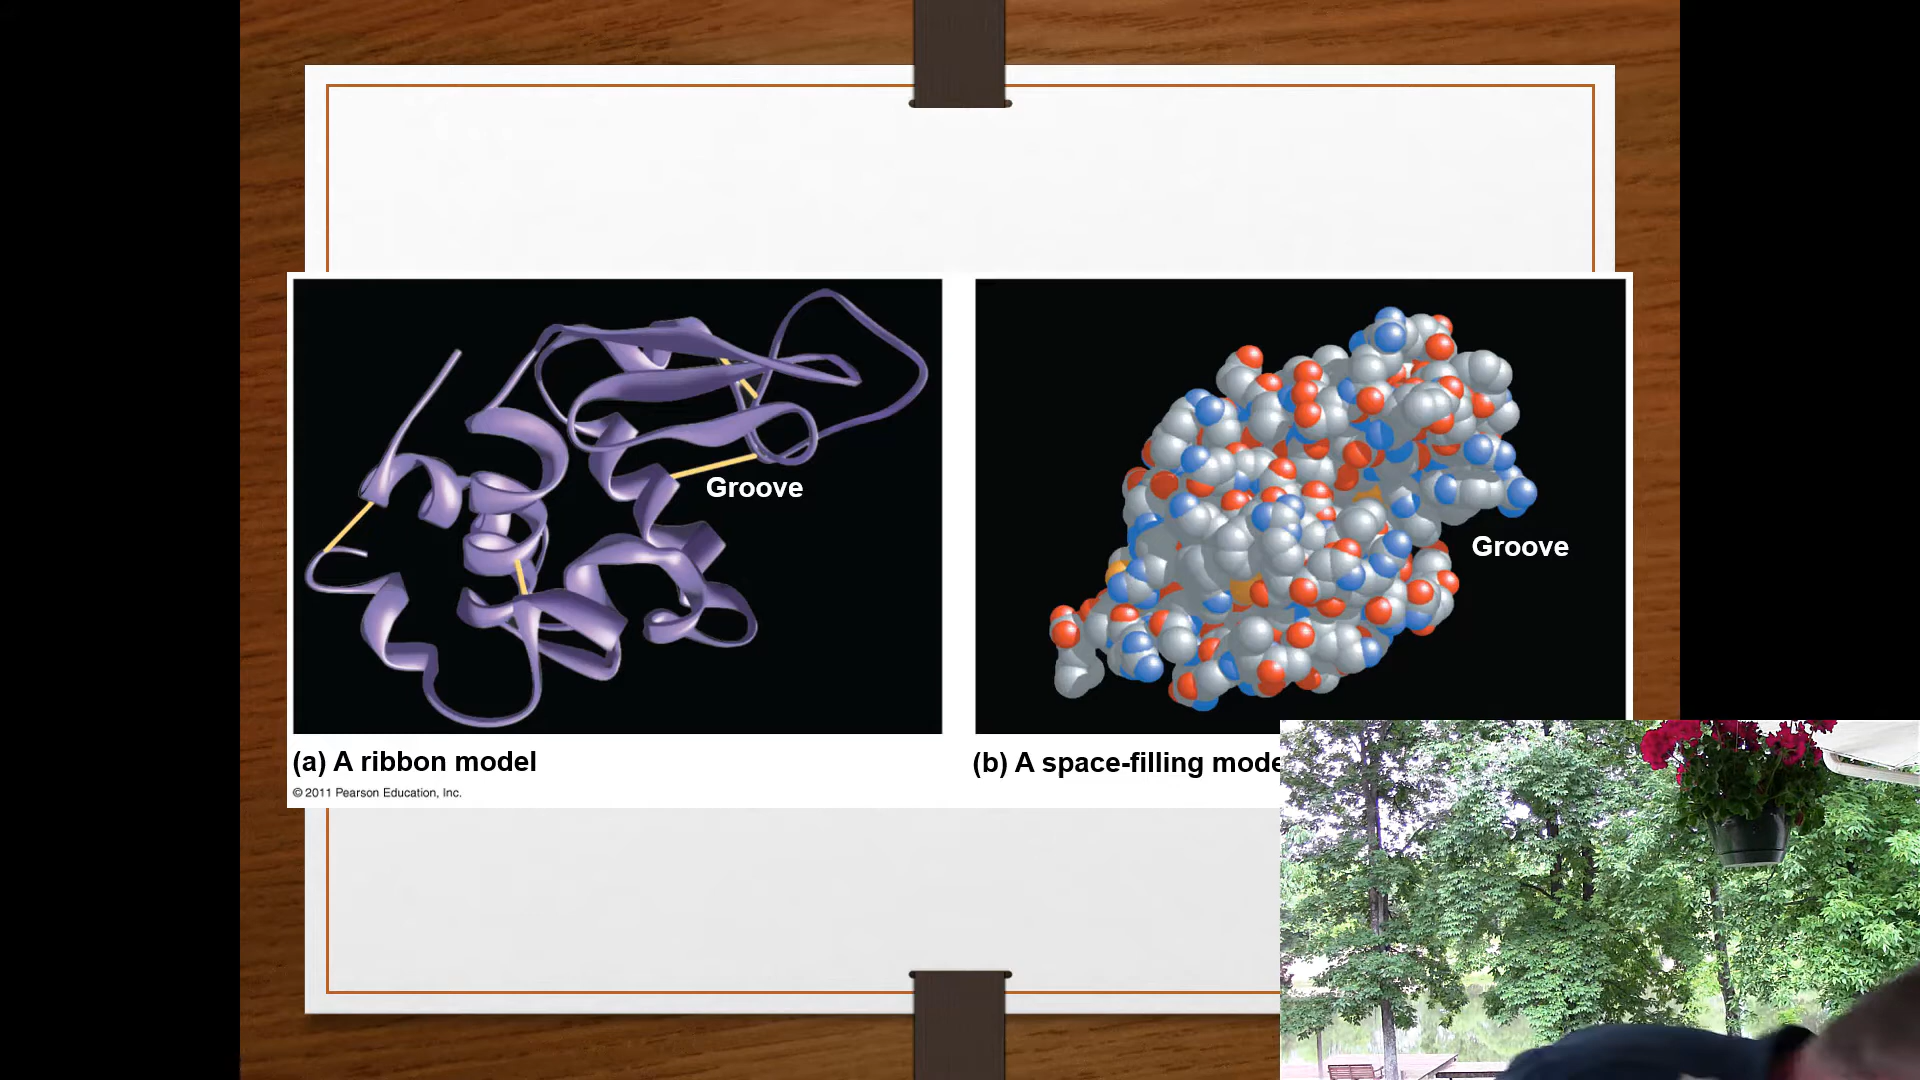 Groove
Groove
(a) A ribbon model
(b) A space-filling mode
© 2011 Pearson Education, Inc.